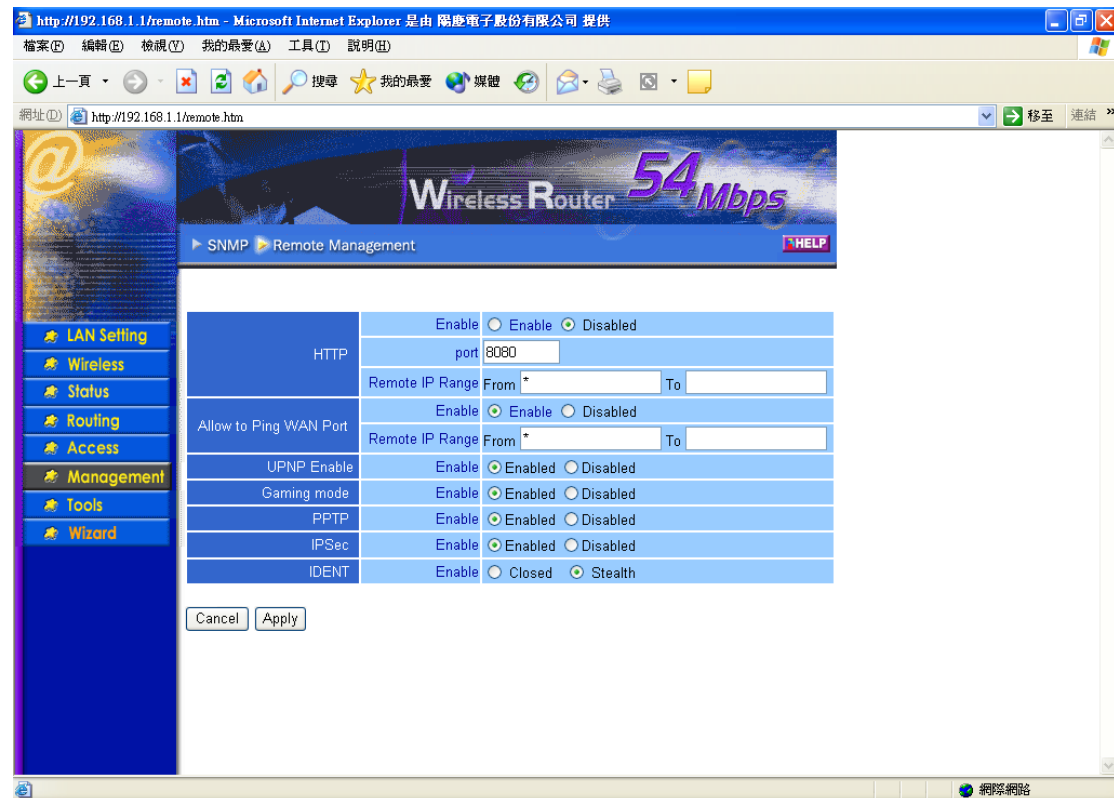 http://192.168.1.1/remote.htm - Microsoft Internet Explorer 是由 陽慶電子股份有限公司 提供
檔案(F) 編輯(E) 檢視(V) 我的最愛(A) 工具(T) 說明(H)
上一頁 搜尋 我的最愛 媒體
網址(D) http://192.168.1.1/remote.htm 移至 連結 »
@
Wireless Router 54Mbps
SNMP Remote Management HELP
LAN Setting
Wireless
Status
Routing
Access
Management
Tools
Wizard
HTTP
Enable Enable Disabled
port 8080
Remote IP Range From * To
Allow to Ping WAN Port
Enable Enable Disabled
Remote IP Range From * To
UPNP Enable Enable Enabled Disabled
Gaming mode Enable Enabled Disabled
PPTP Enable Enabled Disabled
IPSec Enable Enabled Disabled
IDENT Enable Closed Stealth
Cancel Apply
網際網路